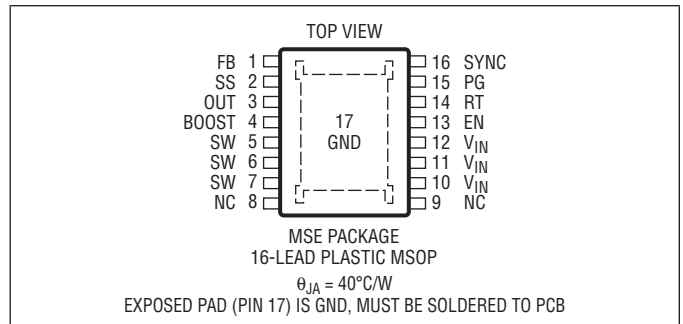 TOP VIEW
FB 1 16 SYNC
SS 2 15 PG
OUT 3 14 RT
BOOST 4 17 13 EN
SW 5 GND 12 VIN
SW 6 11 VIN
SW 7 10 VIN
NC 8 9 NC
MSE PACKAGE
16-LEAD PLASTIC MSOP
θJA = 40°C/W
EXPOSED PAD (PIN 17) IS GND, MUST BE SOLDERED TO PCB